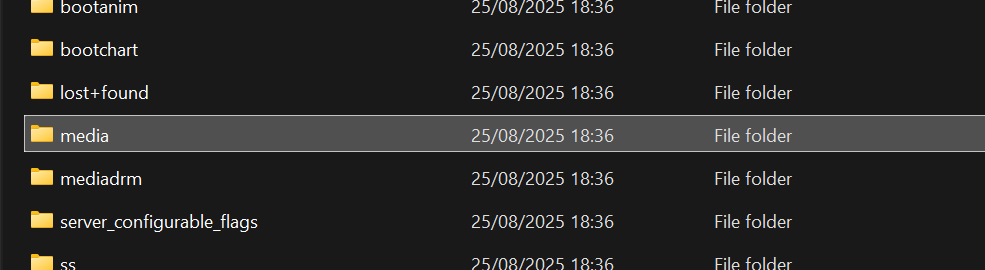 bootanim 25/08/2025 18:36 File folder
bootchart 25/08/2025 18:36 File folder
lost+found 25/08/2025 18:36 File folder
media 25/08/2025 18:36 File folder
mediadrm 25/08/2025 18:36 File folder
server_configurable_flags 25/08/2025 18:36 File folder
ss 25/08/2025 18:36 File folder